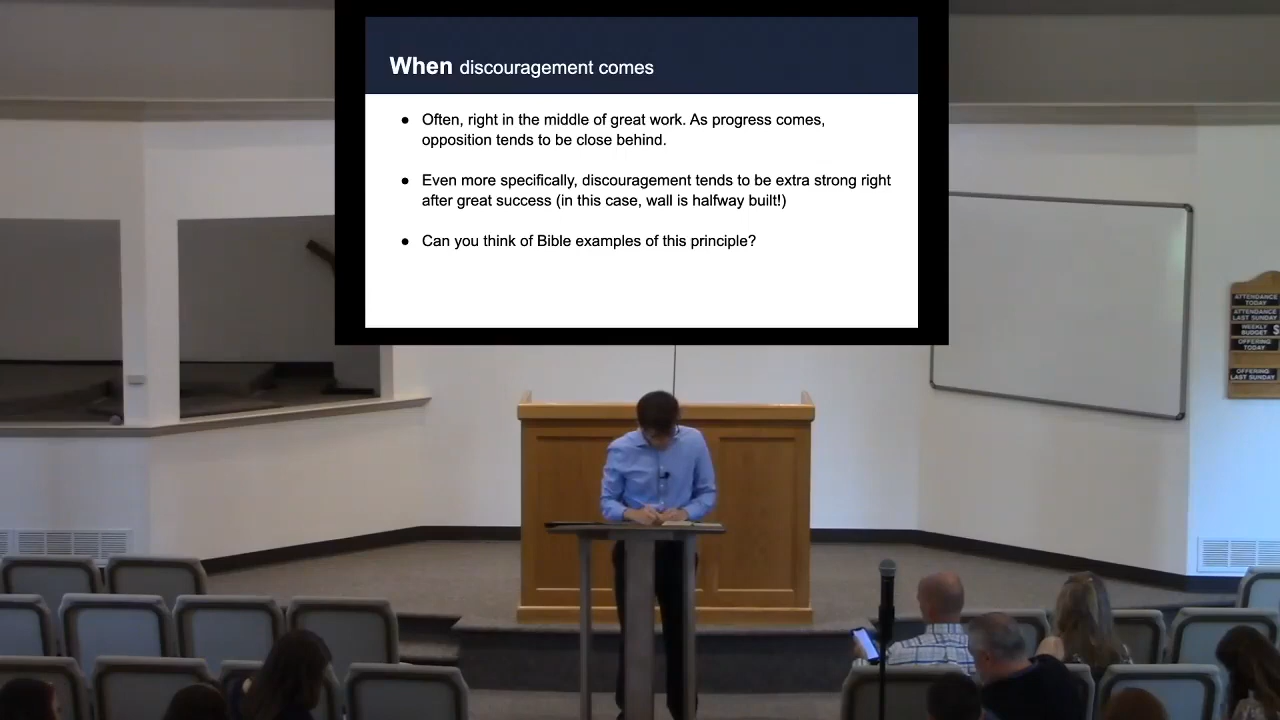 When discouragement comes
● Often, right in the middle of great work. As progress comes,
opposition tends to be close behind.
● Even more specifically, discouragement tends to be extra strong right
after great success (in this case, wall is halfway built!)
● Can you think of Bible examples of this principle?
ATTENDANCE
TODAY
ATTENDANCE
LAST SUNDAY
WEEKLY
BUDGET $
OFFERING
TODAY
OFFERING
LAST SUNDAY